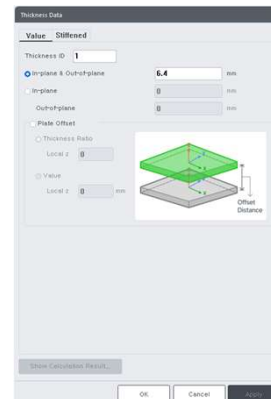 Thickness Data
Value Stiffened
Thickness ID 1
In-plane & Out-of-plane 6.4 mm
In-plane 0 mm
Out-of-plane 0 mm
Plate Offset
Thickness Ratio
Local z 0
Value
Local z 0 mm
Offset
Distance
Show Calculation Result...
OK Cancel Apply